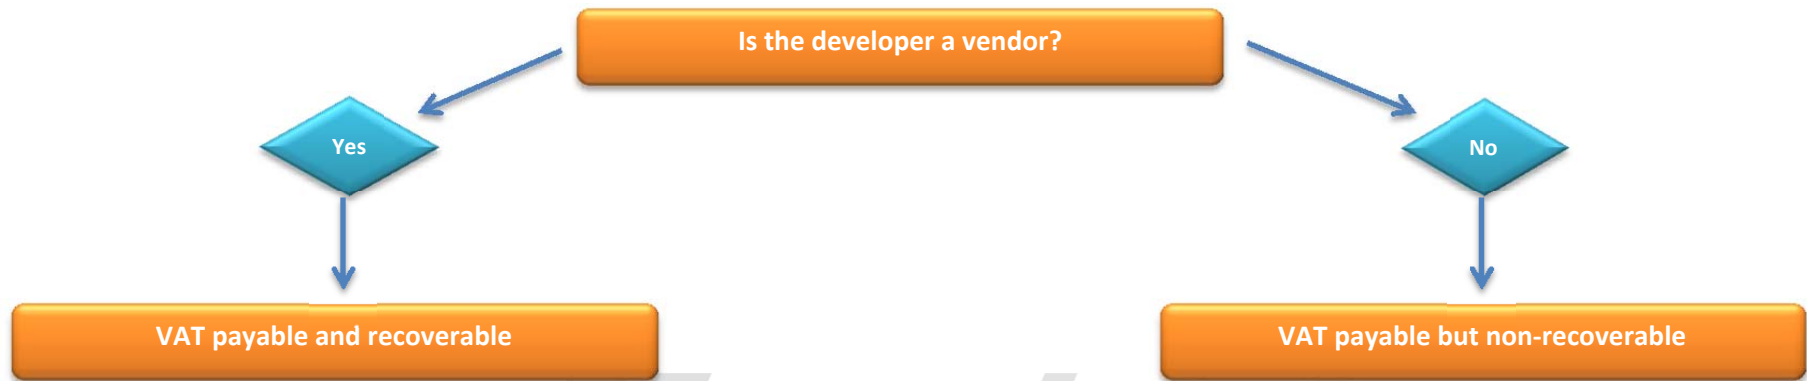 Is the developer a vendor?
Yes
No
VAT payable and recoverable
VAT payable but non-recoverable